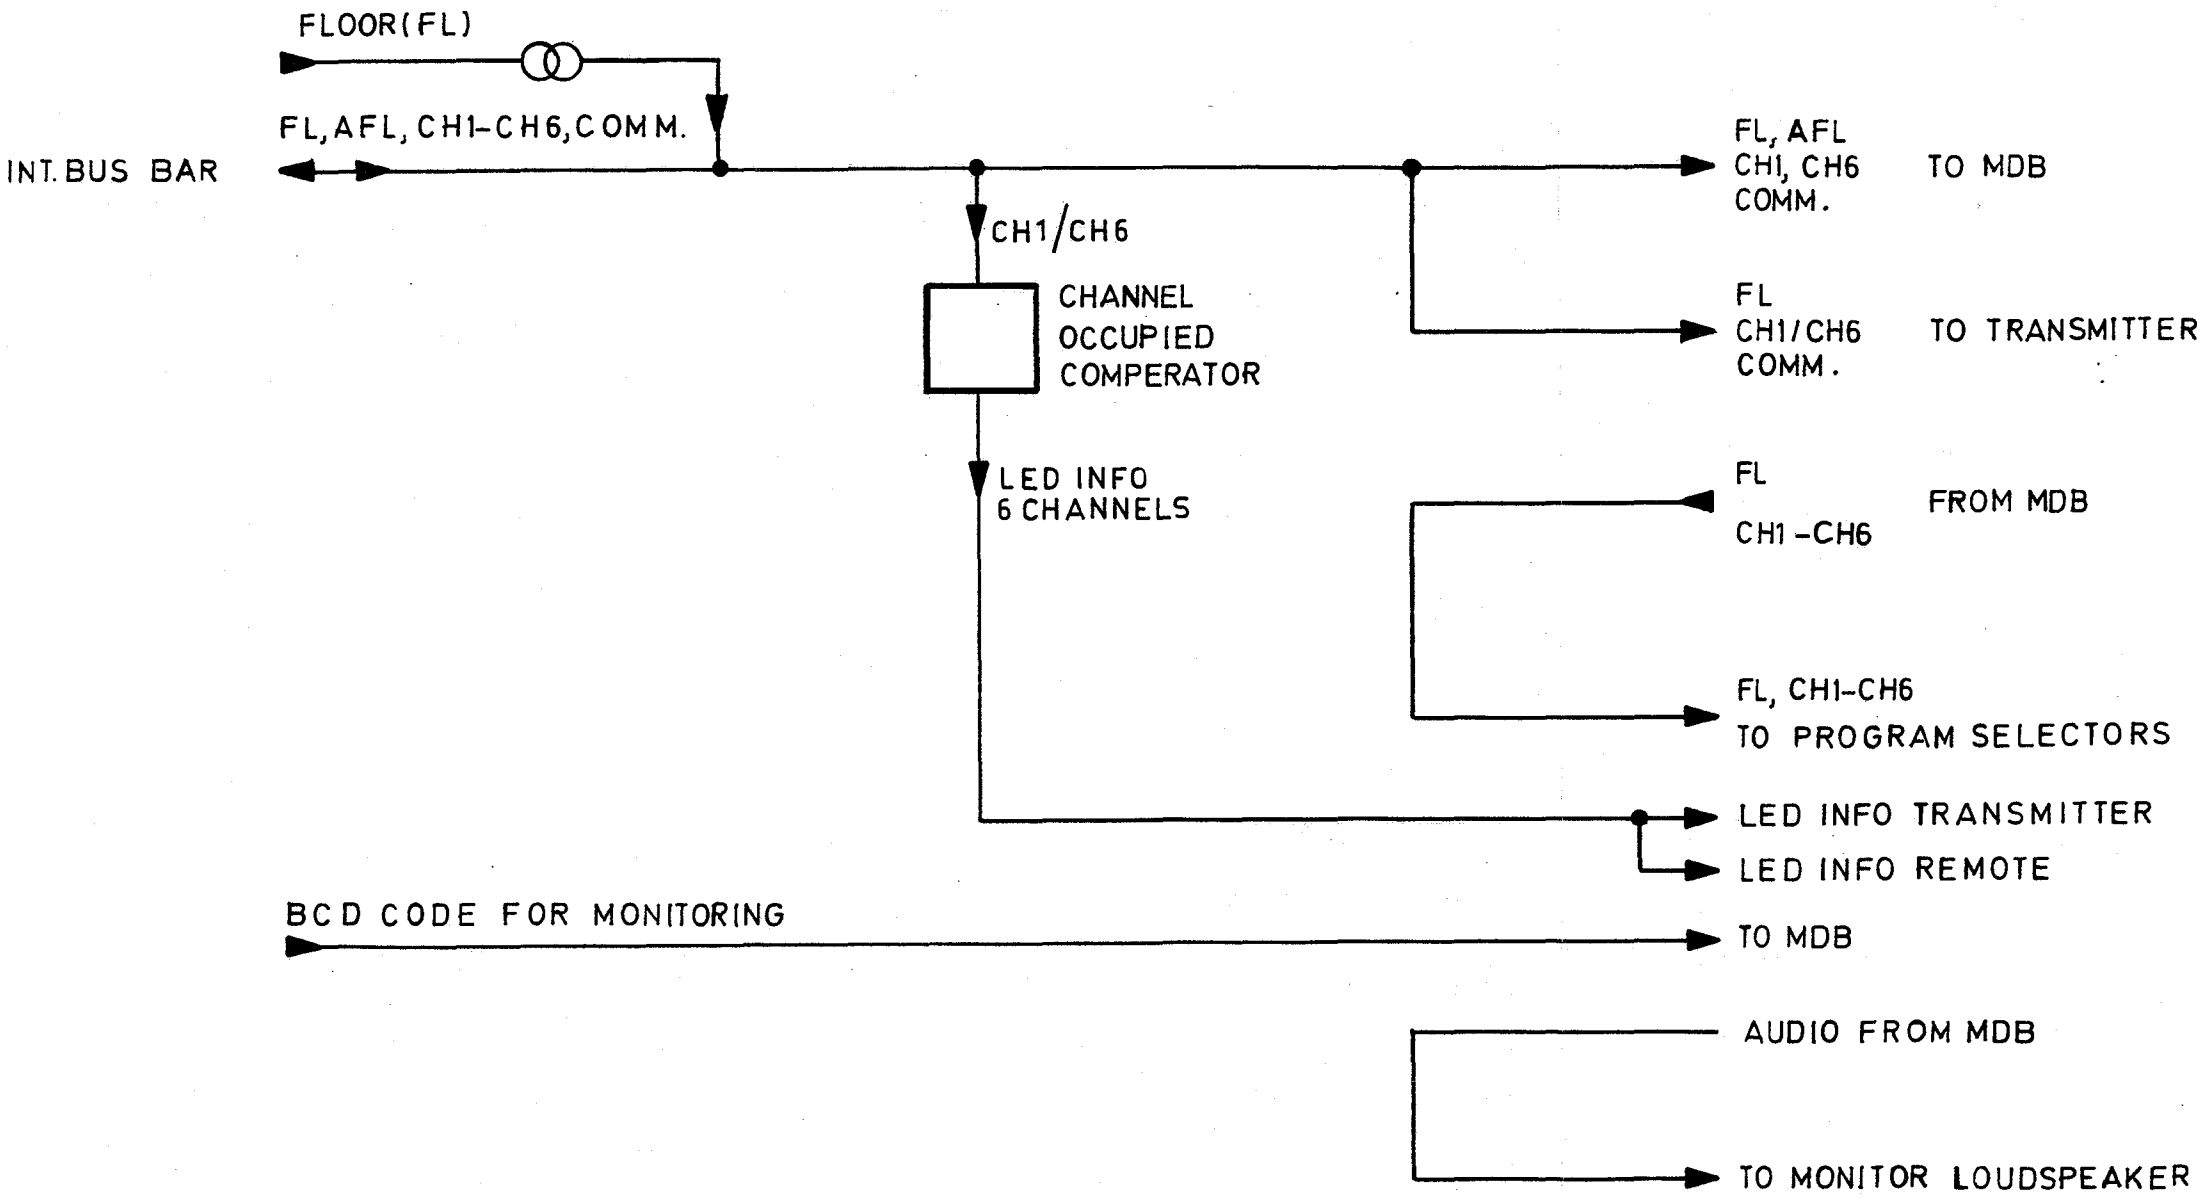 FLOOR(FL)
FL, AFL, CH1-CH6, COMM.
INT. BUS BAR
FL, AFL
CH1, CH6 TO MDB
COMM.
CH1/CH6
CHANNEL
OCCUPIED
COMPERATOR
FL
CH1/CH6 TO TRANSMITTER
COMM.
LED INFO
6 CHANNELS
FL
FROM MDB
CH1-CH6
FL, CH1-CH6
TO PROGRAM SELECTORS
LED INFO TRANSMITTER
LED INFO REMOTE
BCD CODE FOR MONITORING
TO MDB
AUDIO FROM MDB
TO MONITOR LOUDSPEAKER